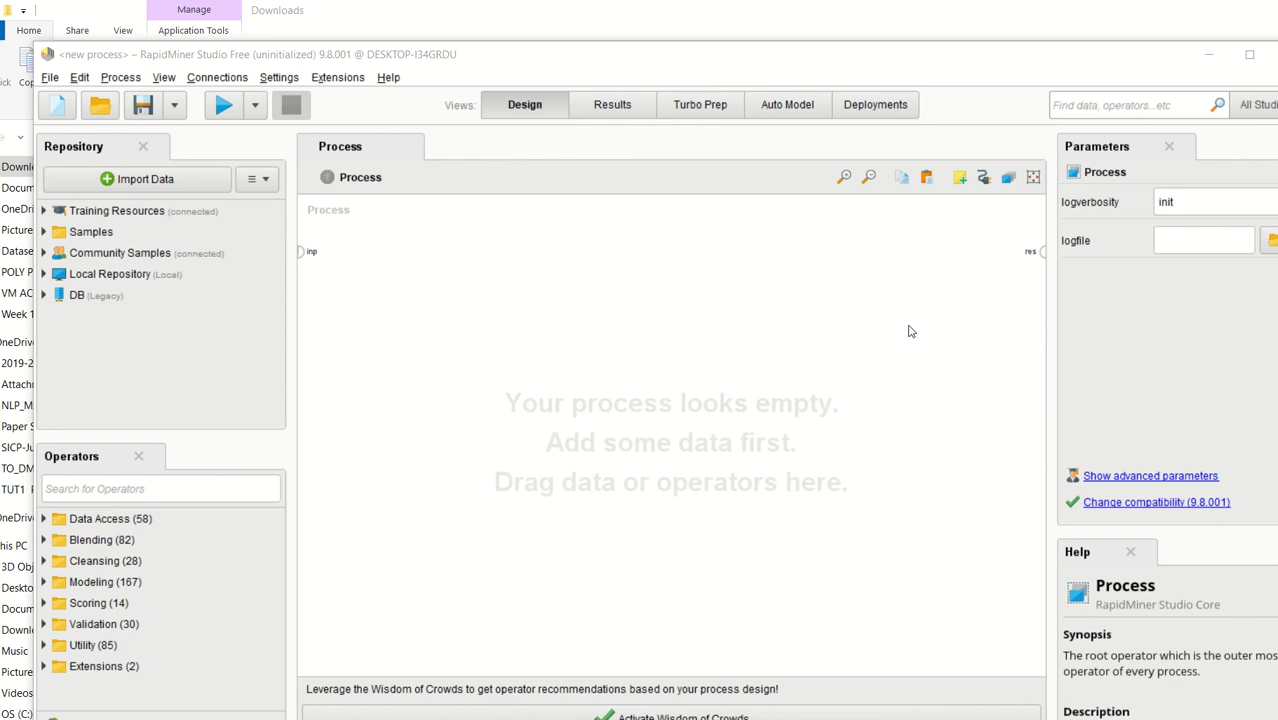 Manage
Downloads
Home
Share
View
Application Tools
<new process> – RapidMiner Studio Free (uninitialized) 9.8.001 @ DESKTOP-I34GRDU
File Edit Process View Connections Settings Extensions Help
Views: Design Results Turbo Prep Auto Model Deployments
Find data, operators...etc
All Stud
Repository
Import Data
Training Resources (connected)
Samples
Community Samples (connected)
Local Repository (Local)
DB (Legacy)
Operators
Search for Operators
Data Access (58)
Blending (82)
Cleansing (28)
Modeling (167)
Scoring (14)
Validation (30)
Utility (85)
Extensions (2)
Process
Process
Process
inp
res
Your process looks empty.
Add some data first.
Drag data or operators here.
Leverage the Wisdom of Crowds to get operator recommendations based on your process design!
Activate Wisdom of Crowds
Parameters
Process
logverbosity
init
logfile
Show advanced parameters
Change compatibility (9.8.001)
Help
Process
RapidMiner Studio Core
Synopsis
The root operator which is the outer mos
operator of every process.
Description
Downl
Docum
OneDriv
Picture
Datase
POLY P
VM AC
Week 1
OneDriv
2019-2
Attachr
NLP_M
Paper S
SICP-Ju
TO_DM
TUT1 F
OneDriv
his PC
3D Obj
Deskto
Docum
Downl
Music
Picture
Videos
OS (C:)